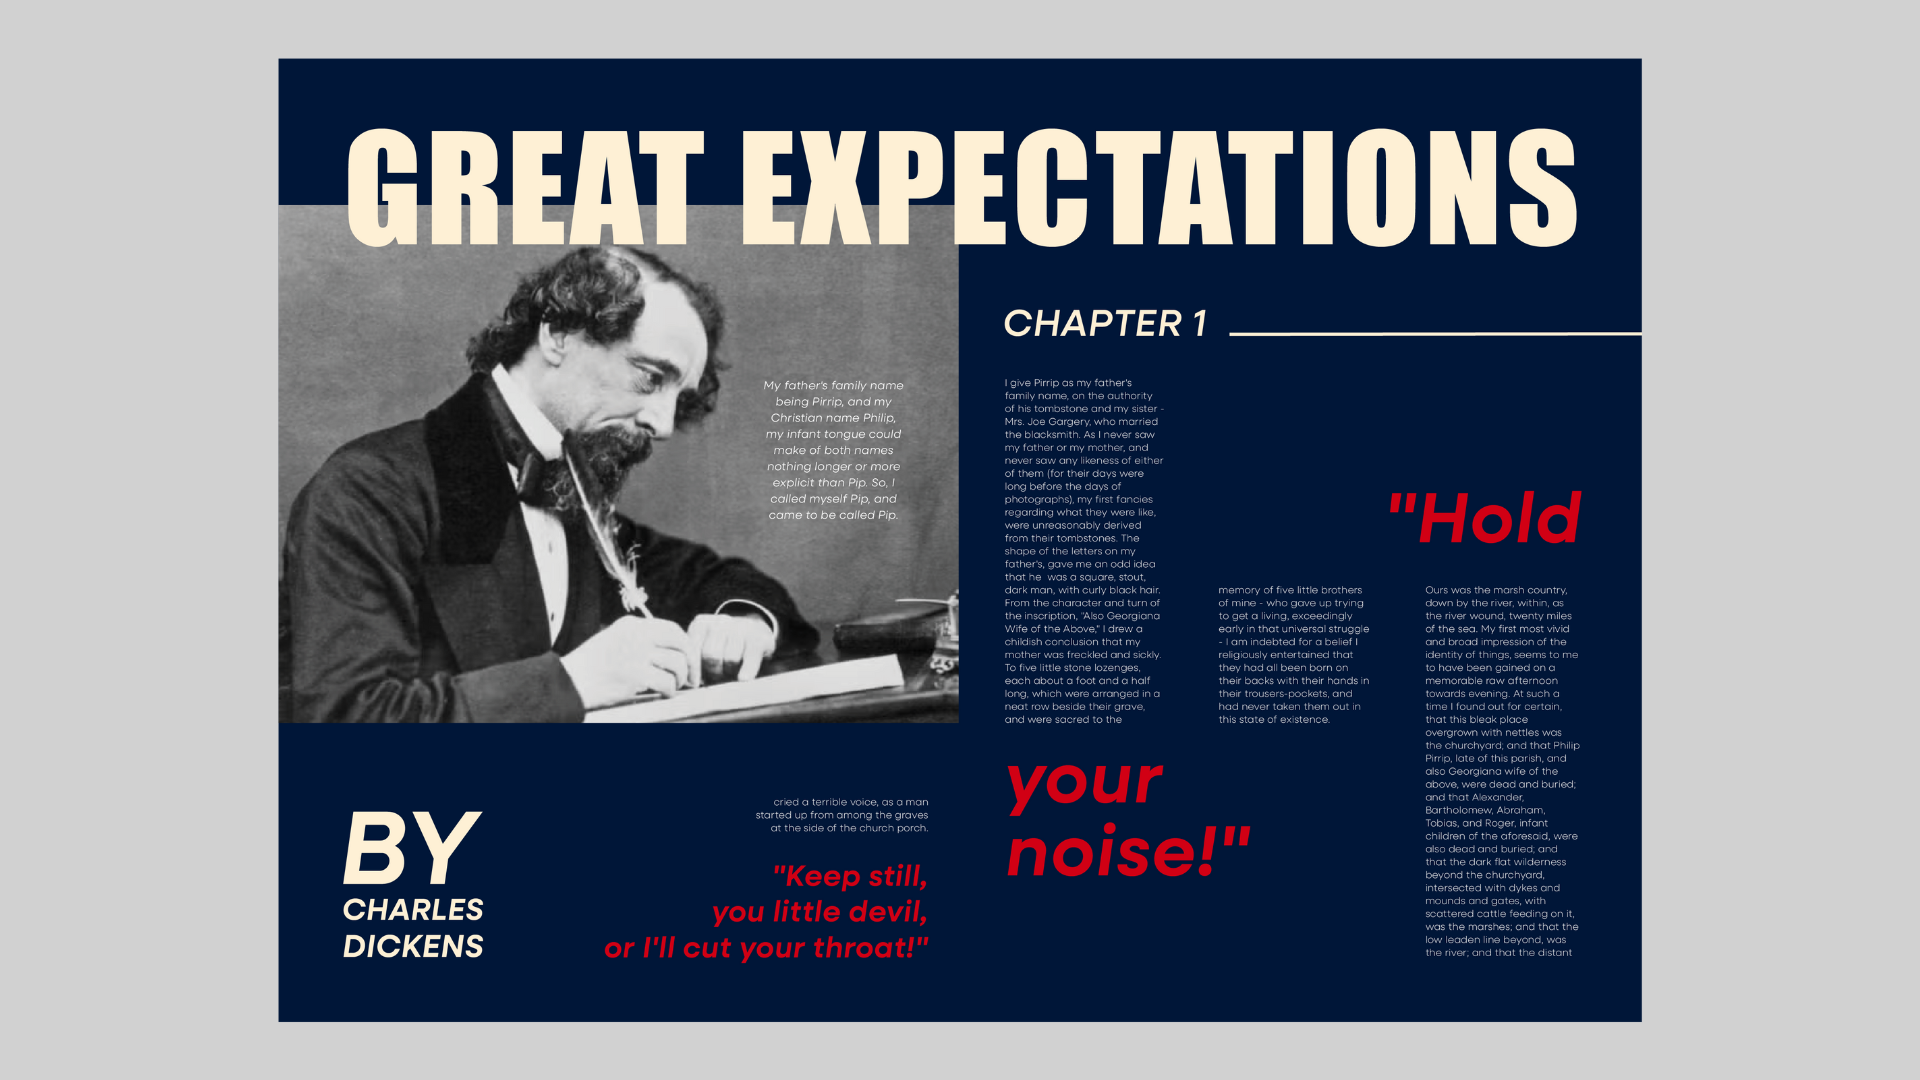 GREAT EXPECTATIONS
My father's family name
being Pirrip, and my
Christian name Philip,
my infant tongue could
make of both names
nothing longer or more
explicit than Pip. So, I
called myself Pip, and
came to be called Pip.
CHAPTER 1
I give Pirrip as my father's
family name, on the authority
of his tombstone and my sister -
Mrs. Joe Gargery, who married
the blacksmith. As I never saw
my father or my mother, and
never saw any likeness of either
of them (for their days were
long before the days of
photographs), my first fancies
regarding what they were like,
were unreasonably derived
from their tombstones. The
shape of the letters on my
father's, gave me an odd idea
that he  was a square, stout,
dark man, with curly black hair.
From the character and turn of
the inscription, "Also Georgiana
Wife of the Above," I drew a
childish conclusion that my
mother was freckled and sickly.
To five little stone lozenges,
each about a foot and a half
long, which were arranged in a
neat row beside their grave,
and were sacred to the
memory of five little brothers
of mine - who gave up trying
to get a living, exceedingly
early in that universal struggle
- I am indebted for a belief I
religiously entertained that
they had all been born on
their backs with their hands in
their trousers-pockets, and
had never taken them out in
this state of existence.
Ours was the marsh country,
down by the river, within, as
the river wound, twenty miles
of the sea. My first most vivid
and broad impression of the
identity of things, seems to me
to have been gained on a
memorable raw afternoon
towards evening. At such a
time I found out for certain,
that this bleak place
overgrown with nettles was
the churchyard; and that Philip
Pirrip, late of this parish, and
also Georgiana wife of the
above, were dead and buried;
and that Alexander,
Bartholomew, Abraham,
Tobias, and Roger, infant
children of the aforesaid, were
also dead and buried; and
that the dark flat wilderness
beyond the churchyard,
intersected with dykes and
mounds and gates, with
scattered cattle feeding on it,
was the marshes; and that the
low leaden line beyond, was
the river; and that the distant
"Hold
your
noise!"
cried a terrible voice, as a man
started up from among the graves
at the side of the church porch.
"Keep still,
you little devil,
or I'll cut your throat!"
BY
CHARLES
DICKENS